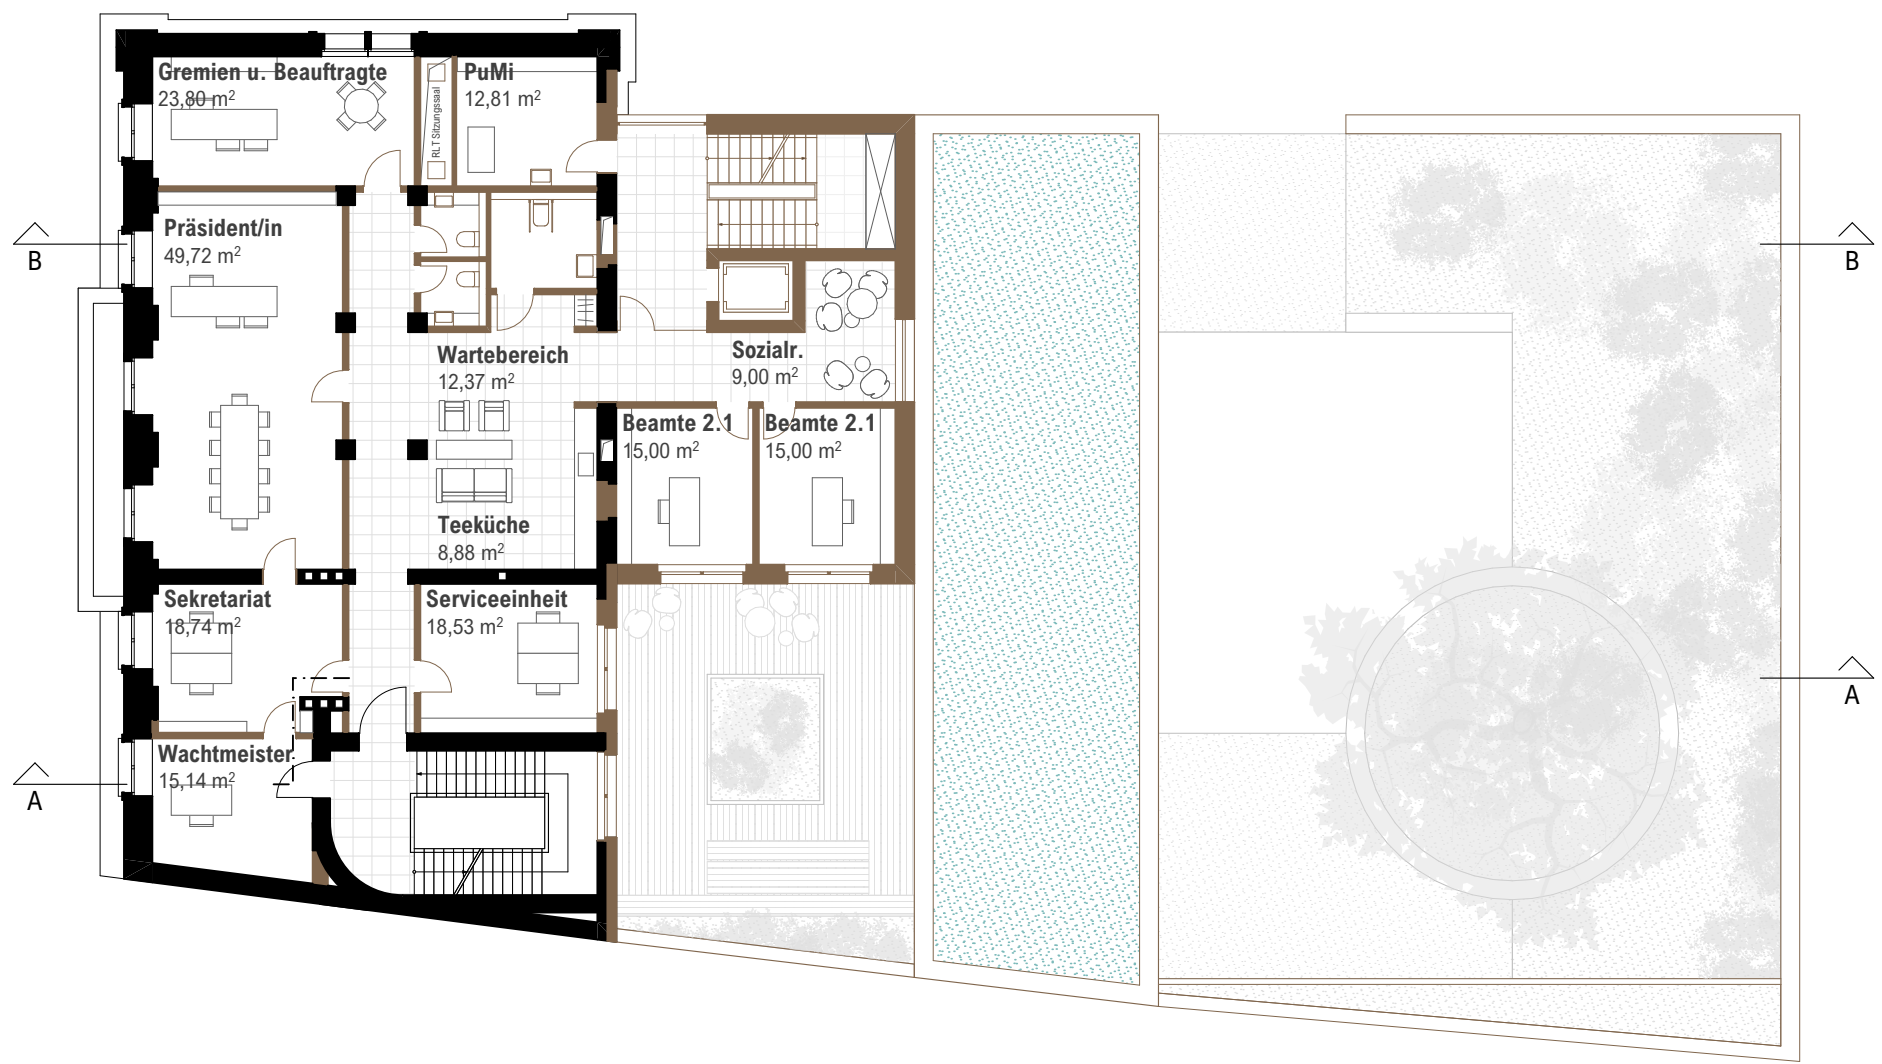 Gremien u. Beauftragte
23,80 m²
PuMi
12,81 m²
RLT Sitzungssaal
Präsident/in
49,72 m²
B
B
Wartebereich
12,37 m²
Sozialr.
9,00 m²
Beamte 2.1
15,00 m²
Beamte 2.1
15,00 m²
Teeküche
8,88 m²
Sekretariat
18,74 m²
Serviceeinheit
18,53 m²
A
Wachtmeister
15,14 m²
A